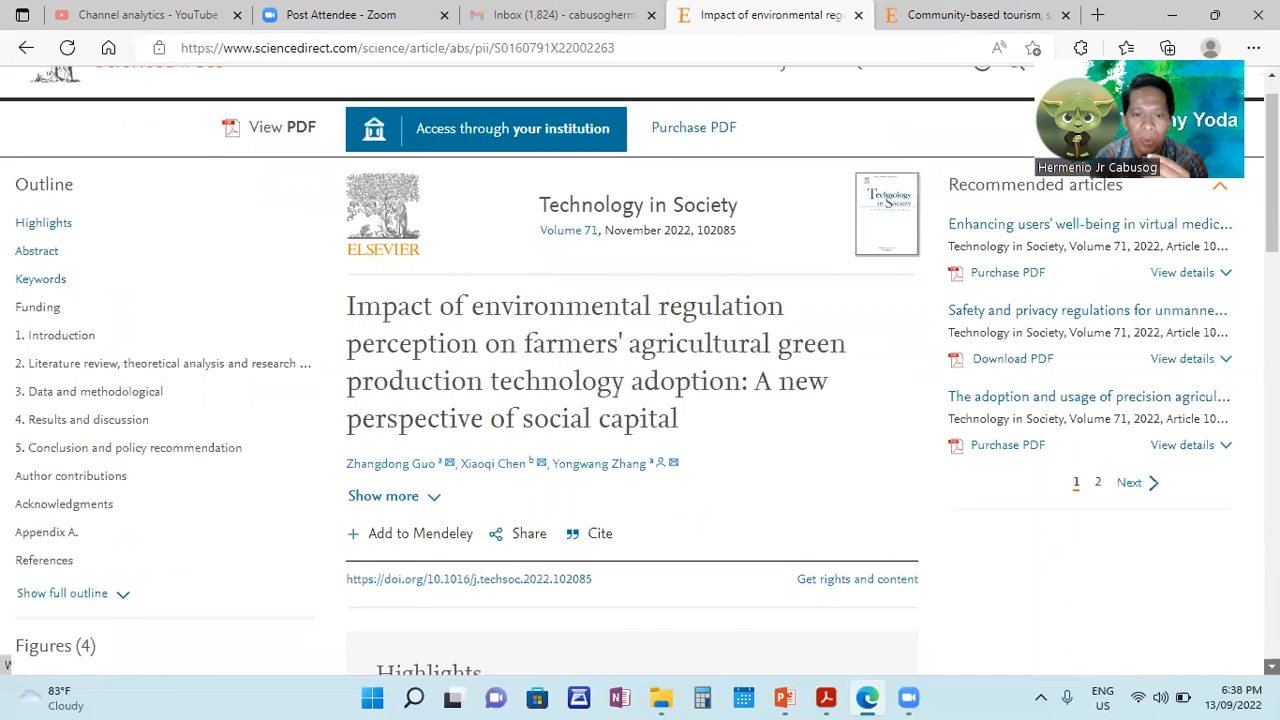 Channel analytics - YouTube
Post Attendee - Zoom
Inbox (1,824) - cabusogherm
Impact of environmental reg
Community-based tourism, s
https://www.sciencedirect.com/science/article/abs/pii/S0160791X22002263
View PDF
Access through your institution
Purchase PDF
ny Yoda
Hermenio Jr Cabusog
Outline
Highlights
Abstract
Keywords
Funding
1. Introduction
2. Literature review, theoretical analysis and research ...
3. Data and methodological
4. Results and discussion
5. Conclusion and policy recommendation
Author contributions
Acknowledgments
Appendix A.
References
Show full outline
Figures (4)
ELSEVIER
Technology in Society
Volume 71, November 2022, 102085
Technology in Society
Impact of environmental regulation
perception on farmers' agricultural green
production technology adoption: A new
perspective of social capital
Zhangdong Guo a, Xiaoqi Chen b, Yongwang Zhang a
Show more
Add to Mendeley Share Cite
https://doi.org/10.1016/j.techsoc.2022.102085
Get rights and content
Highlights
Recommended articles
Enhancing users' well-being in virtual medic...
Technology in Society, Volume 71, 2022, Article 10...
Purchase PDF View details
Safety and privacy regulations for unmanne...
Technology in Society, Volume 71, 2022, Article 10...
Download PDF View details
The adoption and usage of precision agricul...
Technology in Society, Volume 71, 2022, Article 10...
Purchase PDF View details
1 2 Next
83°F
Cloudy
ENG
US
6:38 PM
13/09/2022